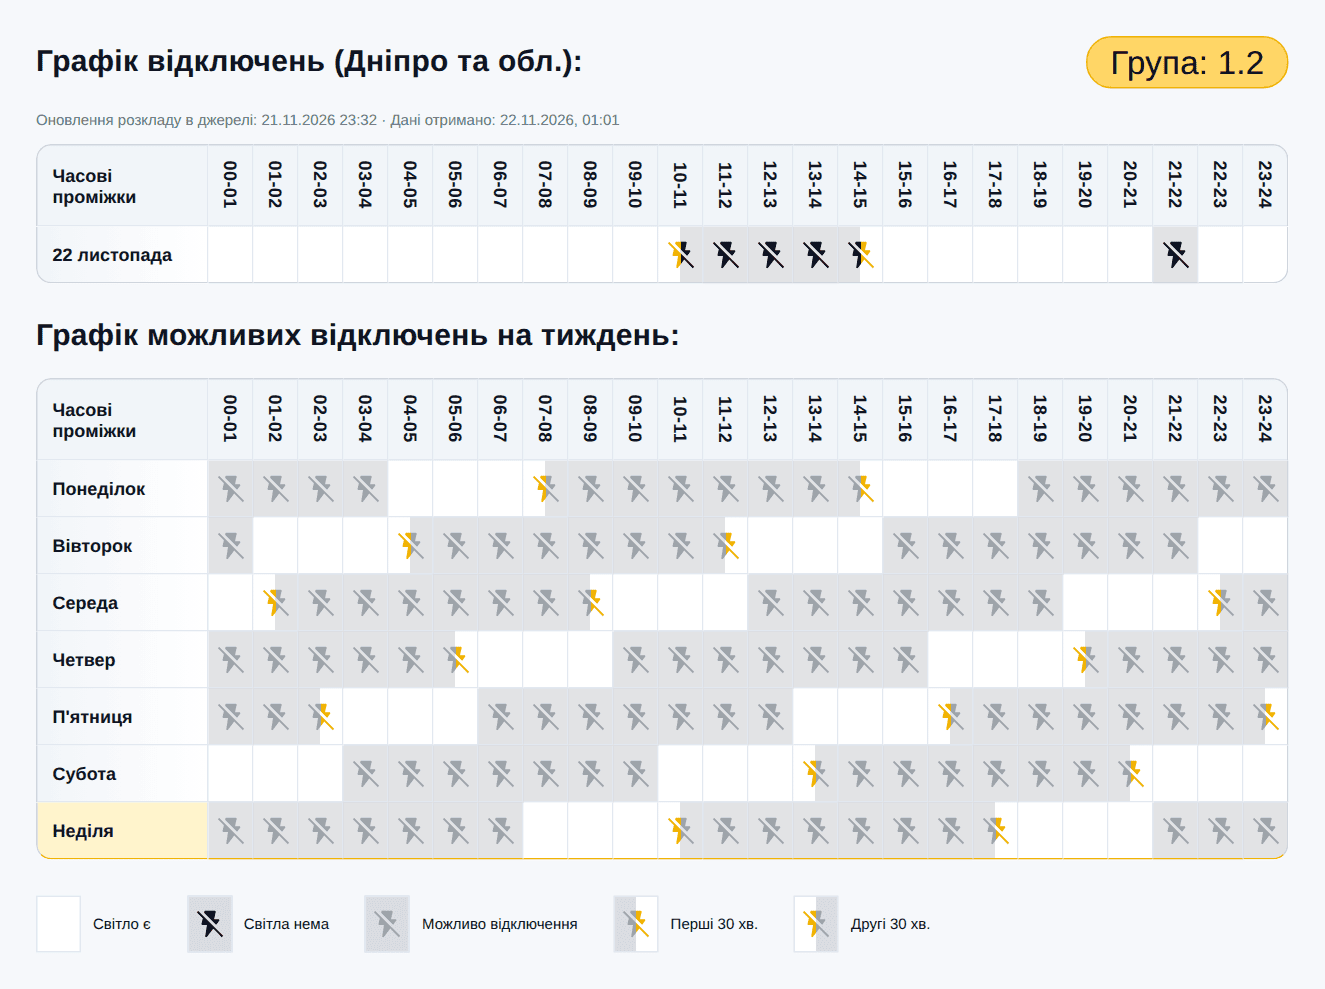 Графік відключень (Дніпро та обл.):
Група: 1.2
Оновлення розкладу в джерелі: 21.11.2026 23:32 · Дані отримано: 22.11.2026, 01:01
Часові
проміжки
00-01 01-02 02-03 03-04 04-05 05-06 06-07 07-08 08-09 09-10 10-11 11-12 12-13 13-14 14-15 15-16 16-17 17-18 18-19 19-20 20-21 21-22 22-23 23-24
22 листопада
Графік можливих відключень на тиждень:
Часові
проміжки
00-01 01-02 02-03 03-04 04-05 05-06 06-07 07-08 08-09 09-10 10-11 11-12 12-13 13-14 14-15 15-16 16-17 17-18 18-19 19-20 20-21 21-22 22-23 23-24
Понеділок
Вівторок
Середа
Четвер
П'ятниця
Субота
Неділя
Світло є
Світла нема
Можливо відключення
Перші 30 хв.
Другі 30 хв.